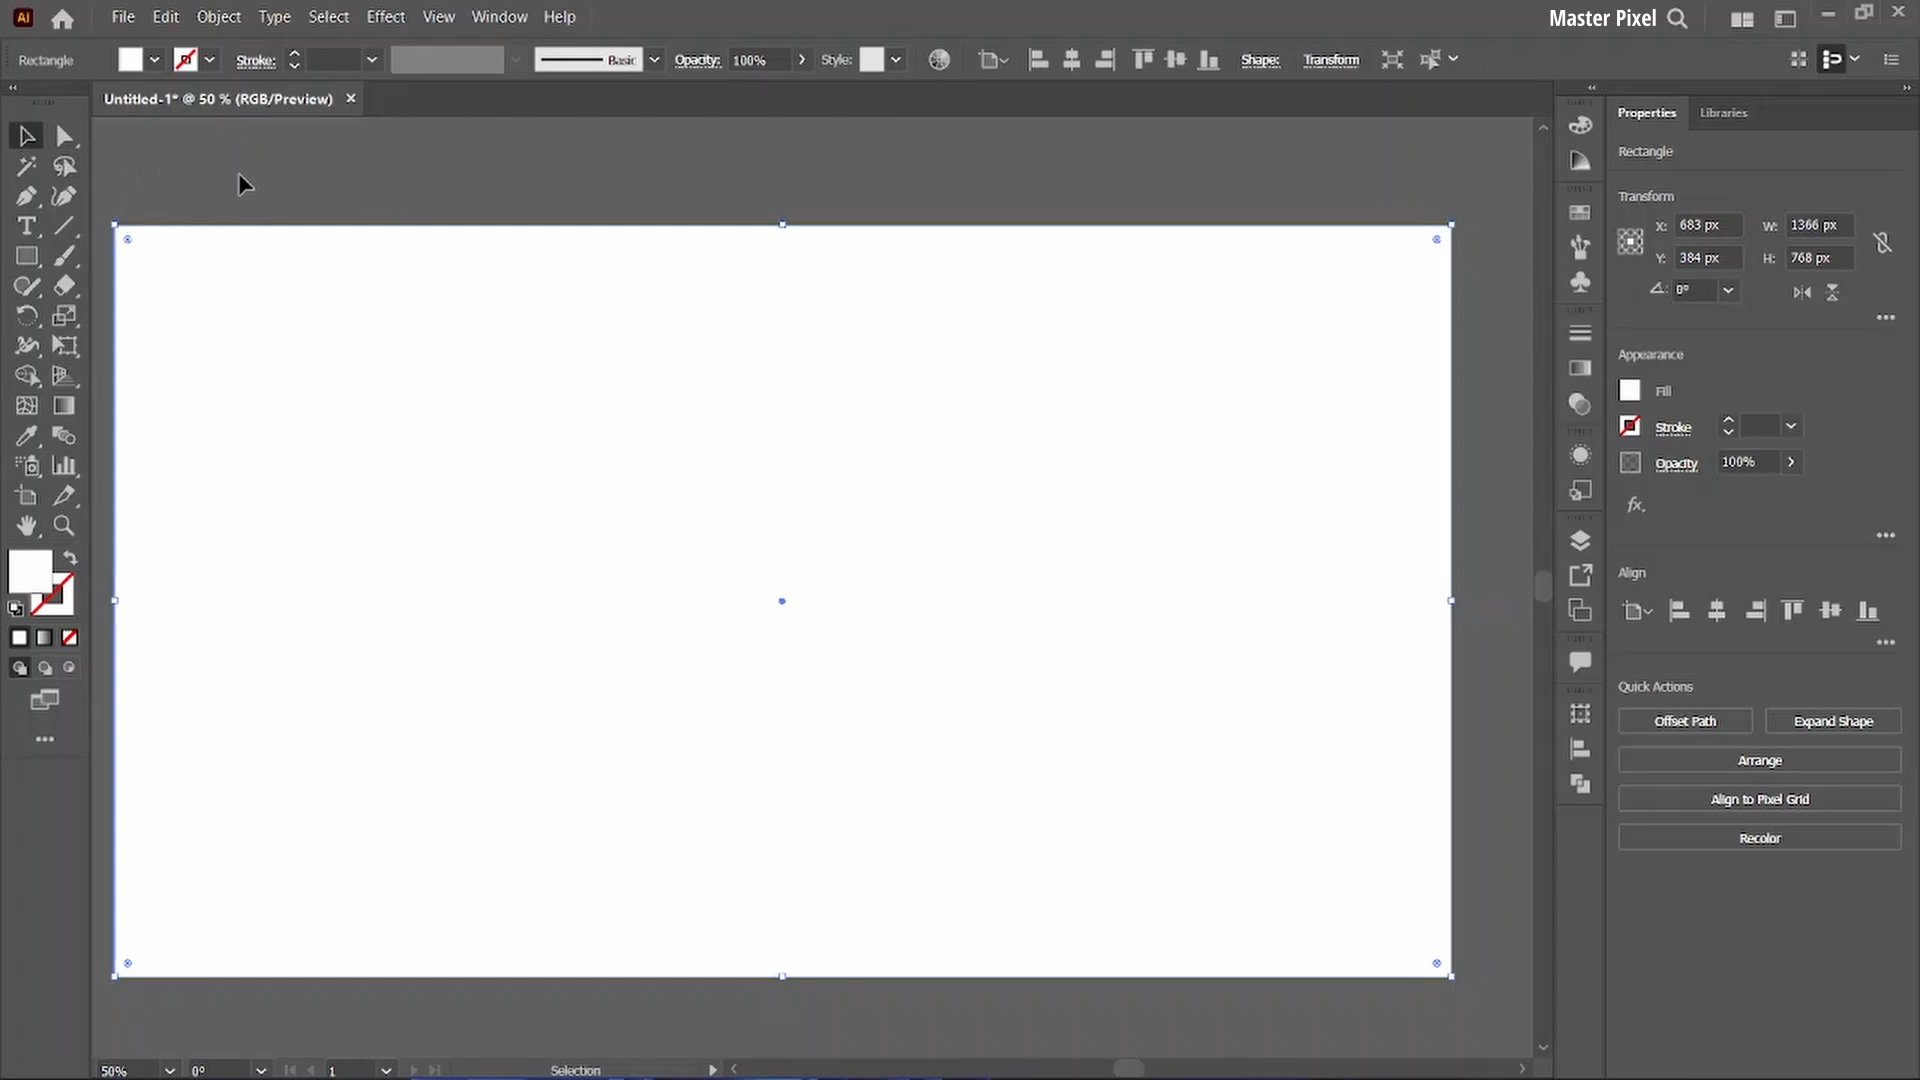 Ai File Edit Object Type Select Effect View Window Help Master Pixel
Rectangle Stroke: Basic Opacity: 100% Style: Shape: Transform
Untitled-1* @ 50 % (RGB/Preview)
Properties Libraries
Rectangle
Transform
X: 683 px W: 1366 px
Y: 384 px H: 768 px
0°
Appearance
Fill
Stroke
Opacity 100%
fx.
Align
Quick Actions
Offset Path Expand Shape
Arrange
Align to Pixel Grid
Recolor
50% 0° 1 Selection